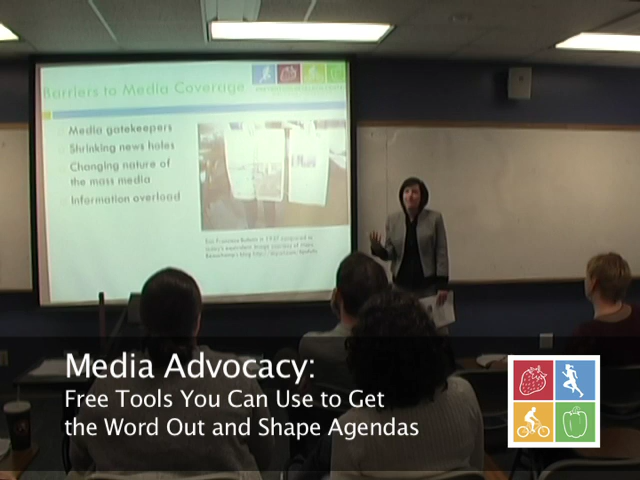 Barriers to Media Coverage
Media gatekeepers
Shrinking news holes
Changing nature of
the mass media
Information overload
Media Advocacy:
Free Tools You Can Use to Get
the Word Out and Shape Agendas